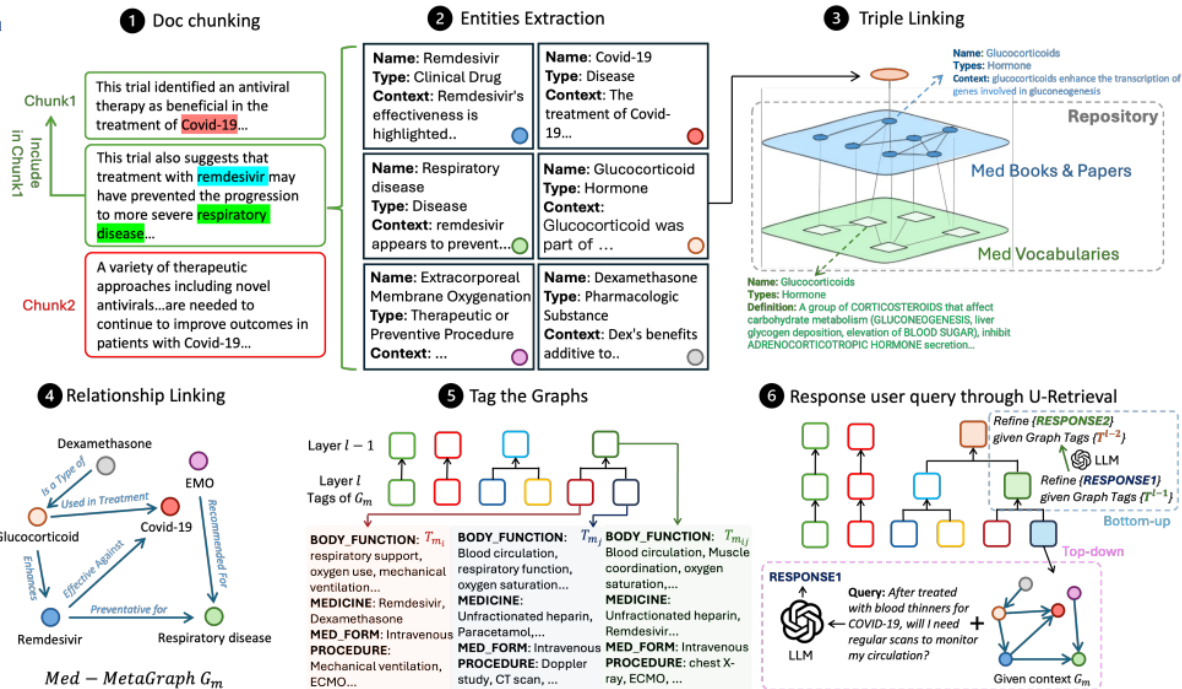 1 Doc chunking
Chunk1
Include
in Chunk1
This trial identified an antiviral
therapy as beneficial in the
treatment of Covid-19...
This trial also suggests that
treatment with remdesivir may
have prevented the progression
to more severe respiratory
disease...
Chunk2
A variety of therapeutic
approaches including novel
antivirals...are needed to
continue to improve outcomes in
patients with Covid-19...
2 Entities Extraction
Name: Remdesivir
Type: Clinical Drug
Context: Remdesivir's
effectiveness is
highlighted..
Name: Covid-19
Type: Disease
Context: The
treatment of Covid-
19...
Name: Respiratory
disease
Type: Disease
Context: remdesivir
appears to prevent...
Name: Glucocorticoid
Type: Hormone
Context:
Glucocorticoid was
part of ...
Name: Extracorporeal
Membrane Oxygenation
Type: Therapeutic or
Preventive Procedure
Context: ...
Name: Dexamethasone
Type: Pharmacologic
Substance
Context: Dex's benefits
additive to..
3 Triple Linking
Name: Glucocorticoids
Types: Hormone
Context: glucocorticoids enhance the transcription of
genes involved in gluconeogenesis
Repository
Med Books & Papers
Med Vocabularies
Name: Glucocorticoids
Types: Hormone
Definition: A group of CORTICOSTEROIDS that affect
carbohydrate metabolism (GLUCONEOGENESIS, liver
glycogen deposition, elevation of BLOOD SUGAR), inhibit
ADRENOCORTICOTROPIC HORMONE secretion...
4 Relationship Linking
Dexamethasone
EMO
Is a Type of
Used in Treatment
Covid-19
Glucocorticoid
Recommended For
Enhances
Effective Against
Preventative for
Remdesivir
Respiratory disease
Med − MetaGraph G_m
5 Tag the Graphs
Layer l − 1
Layer l
Tags of G_m
BODY_FUNCTION: T_{m_i}
respiratory support,
oxygen use, mechanical
ventilation...
MEDICINE: Remdesivir,
Dexamethasone
MED_FORM: Intravenous
PROCEDURE:
Mechanical ventilation,
ECMO...
BODY_FUNCTION: T_{m_j}
Blood circulation,
respiratory function,
oxygen saturation...
MEDICINE:
Unfractionated heparin,
Paracetamol,...
MED_FORM: Intravenous
PROCEDURE: Doppler
study, CT scan, ...
BODY_FUNCTION: T_{m_{ij}}
Blood circulation, Muscle
coordination, oxygen
saturation,...
MEDICINE:
Unfractionated heparin,
Remdesivir...
MED_FORM: Intravenous
PROCEDURE: chest X-
ray, ECMO, ...
6 Response user query through U-Retrieval
Refine {RESPONSE2}
given Graph Tags {T^{l-2}}
LLM
Refine {RESPONSE1}
given Graph Tags {T^{l-1}}
Bottom-up
Top-down
RESPONSE1
LLM
Query: After treated
with blood thinners for
COVID-19, will I need
regular scans to monitor
my circulation?
+
Given context G_m